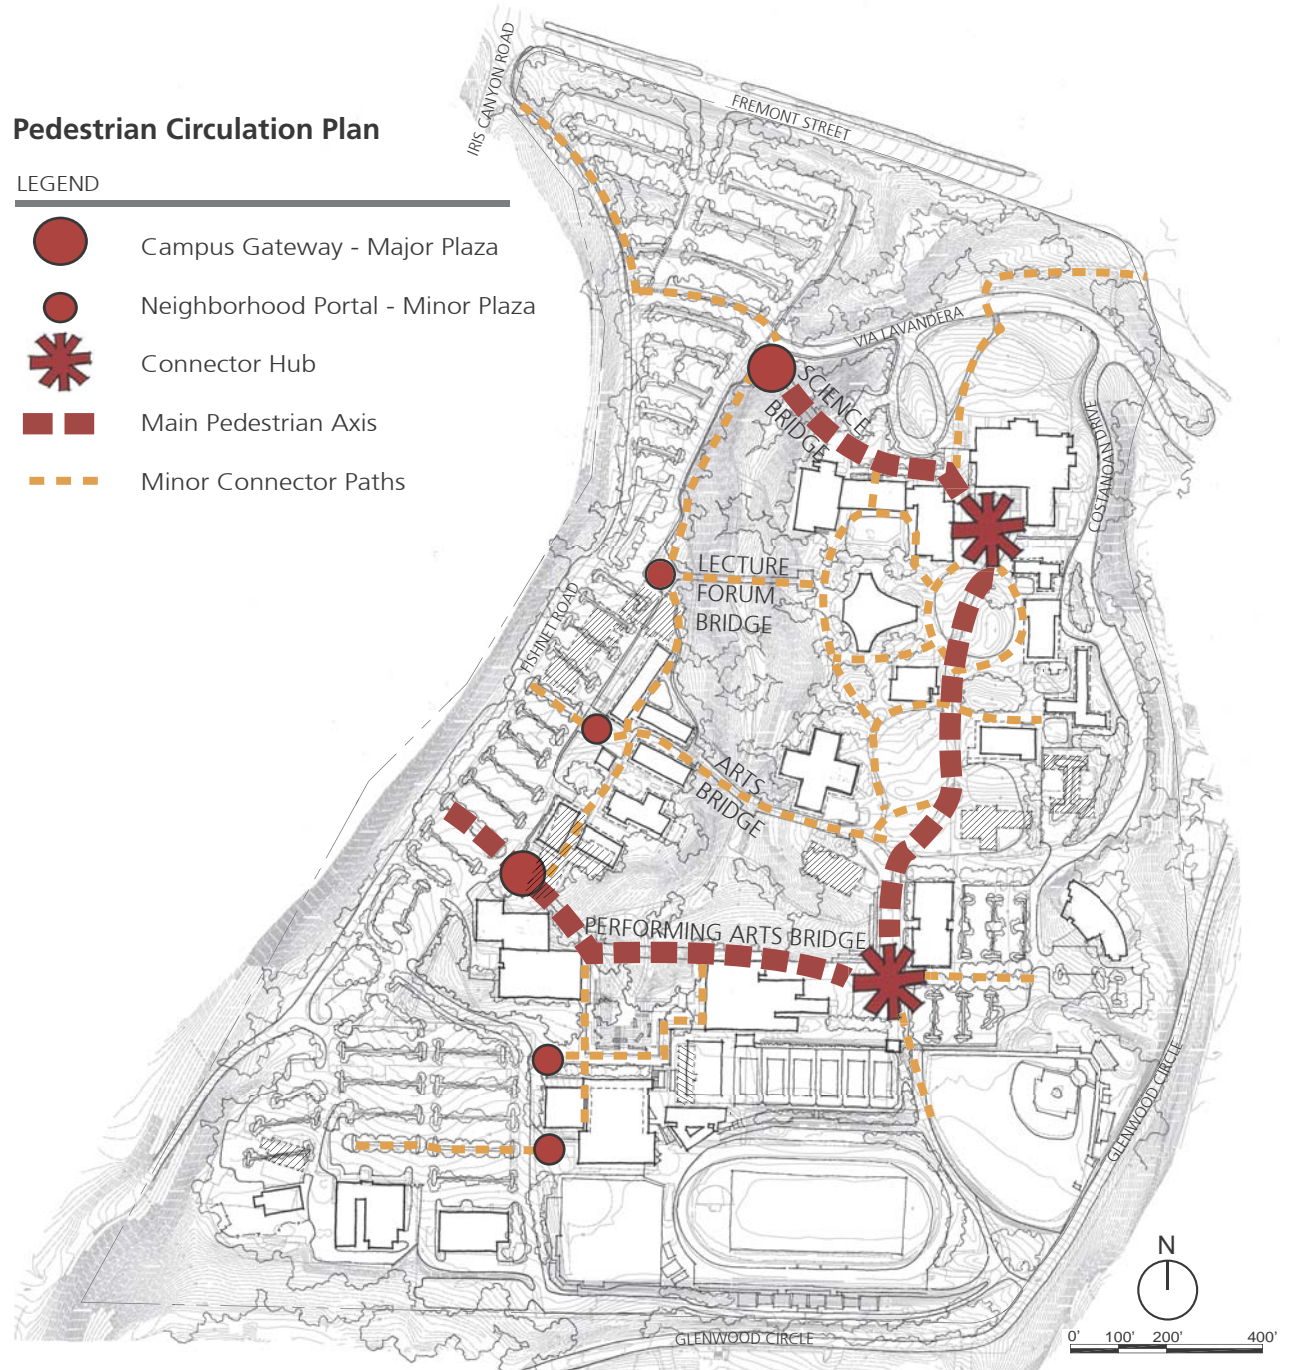 Pedestrian Circulation Plan
LEGEND
Campus Gateway - Major Plaza
Neighborhood Portal - Minor Plaza
Connector Hub
Main Pedestrian Axis
Minor Connector Paths
IRIS CANYON ROAD
FREMONT STREET
VIA LAVANDERA
SCIENCE
BRIDGE
COSTANOAN DRIVE
LECTURE
FORUM
BRIDGE
FISHNET ROAD
ARTS
BRIDGE
PERFORMING ARTS BRIDGE
GLENWOOD CIRCLE
GLENWOOD CIRCLE
N
0' 100' 200' 400'